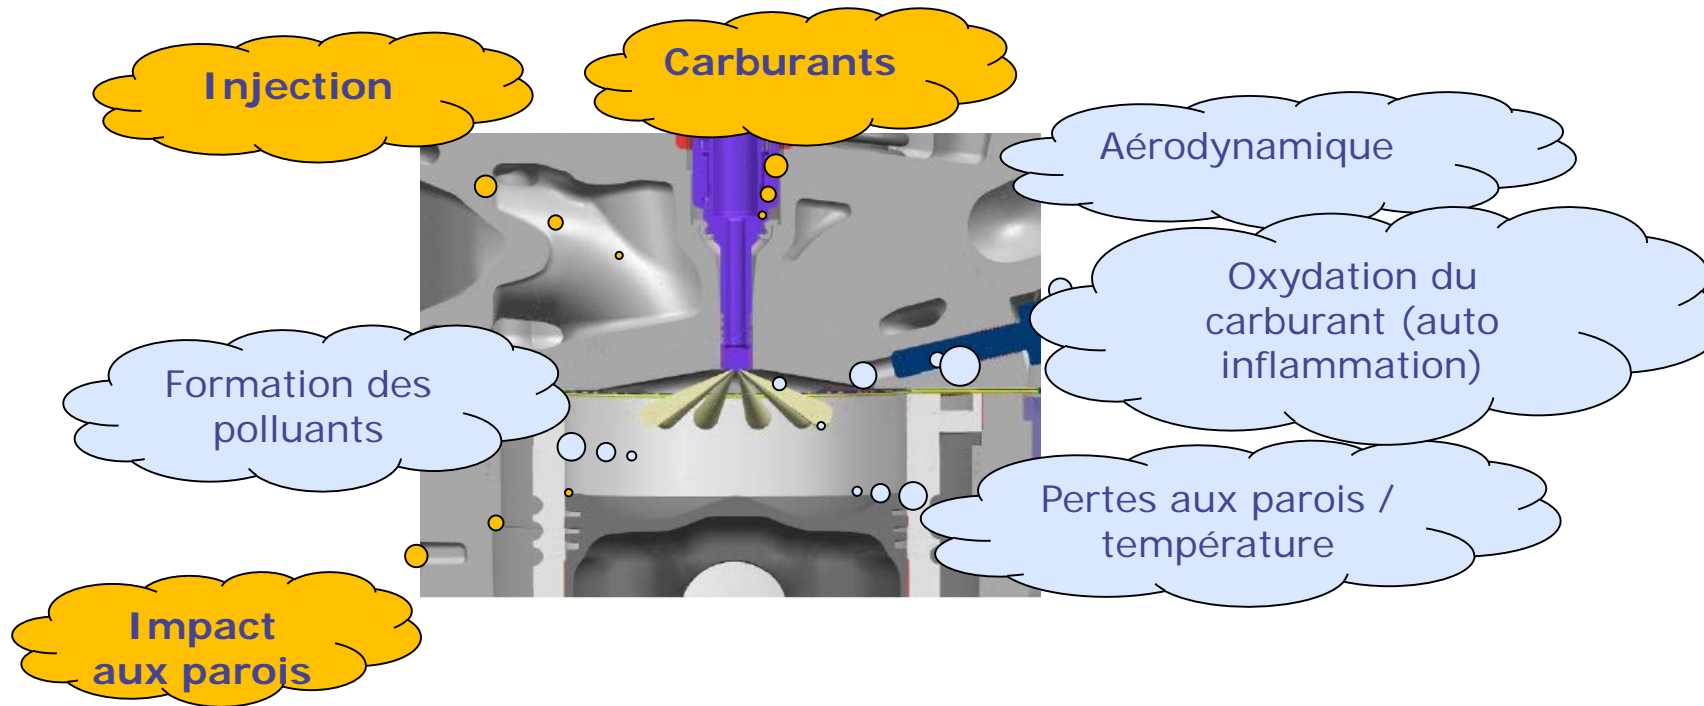 Injection
Carburants
Aérodynamique
Oxydation du
carburant (auto
inflammation)
Formation des
polluants
Pertes aux parois /
température
Impact
aux parois